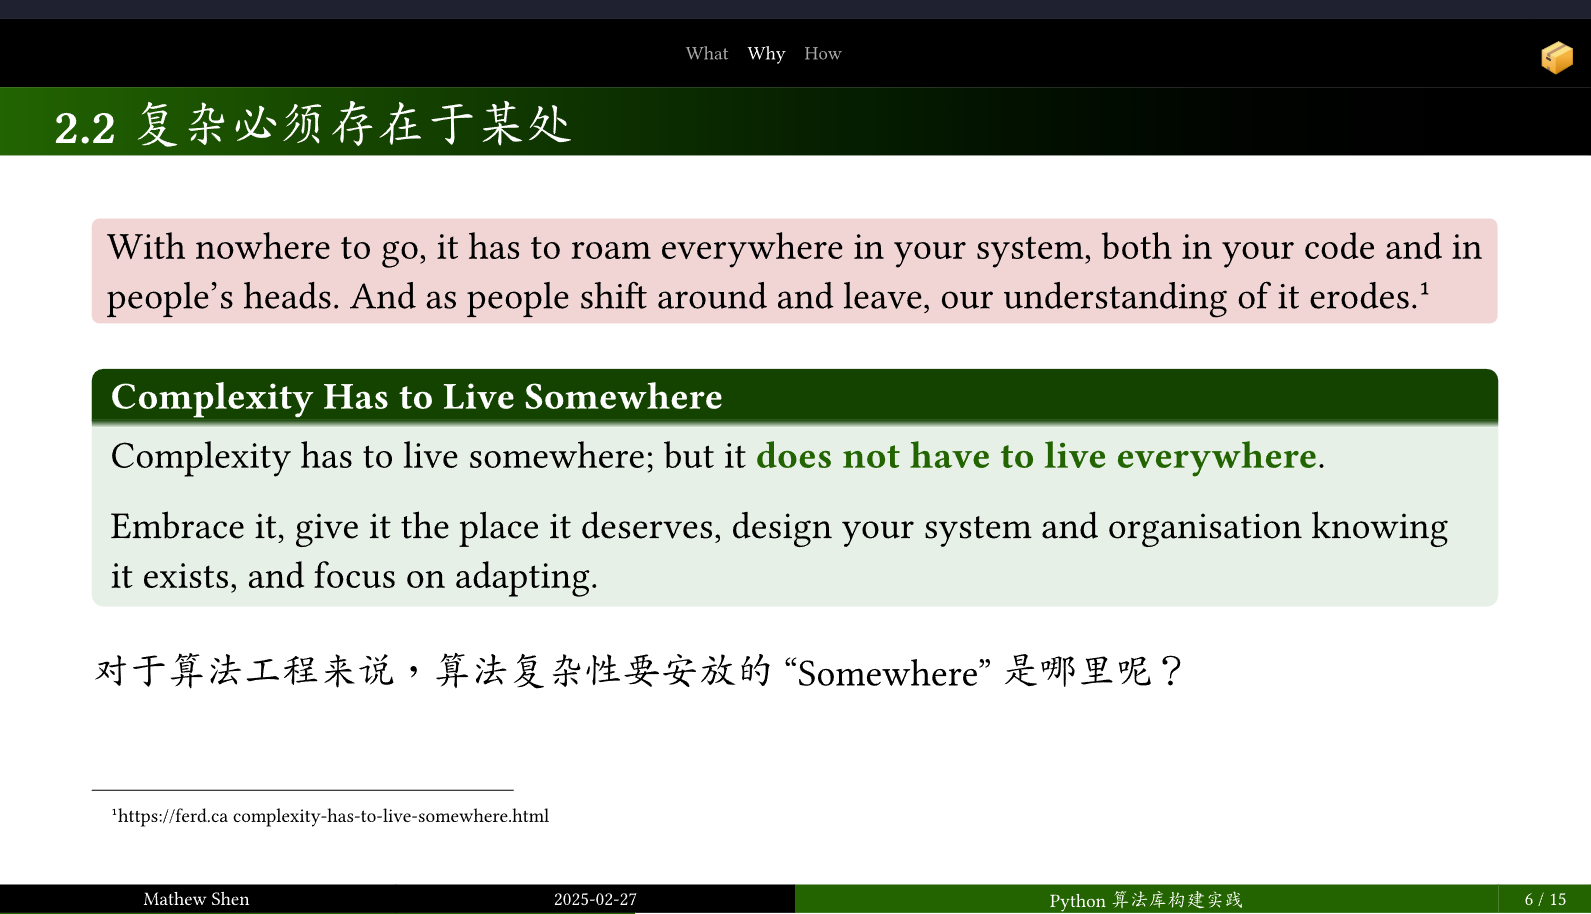 What Why How
2.2 复杂必须存在于某处
With nowhere to go, it has to roam everywhere in your system, both in your code and in
people’s heads. And as people shift around and leave, our understanding of it erodes.¹
Complexity Has to Live Somewhere
Complexity has to live somewhere; but it does not have to live everywhere.
Embrace it, give it the place it deserves, design your system and organisation knowing
it exists, and focus on adapting.
对于算法工程来说，算法复杂性要安放的 “Somewhere” 是哪里呢？
¹https://ferd.ca complexity-has-to-live-somewhere.html
Mathew Shen 2025-02-27 Python 算法库构建实践 6 / 15